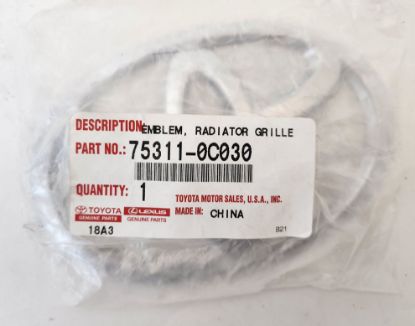 DESCRIPTION: EMBLEM, RADIATOR GRILLE
PART NO.: 75311-0C030
QUANTITY: 1
TOYOTA MOTOR SALES, U.S.A., INC.
TOYOTA LEXUS MADE IN: CHINA
GENUINE PARTS GENUINE PARTS
18A3 B21